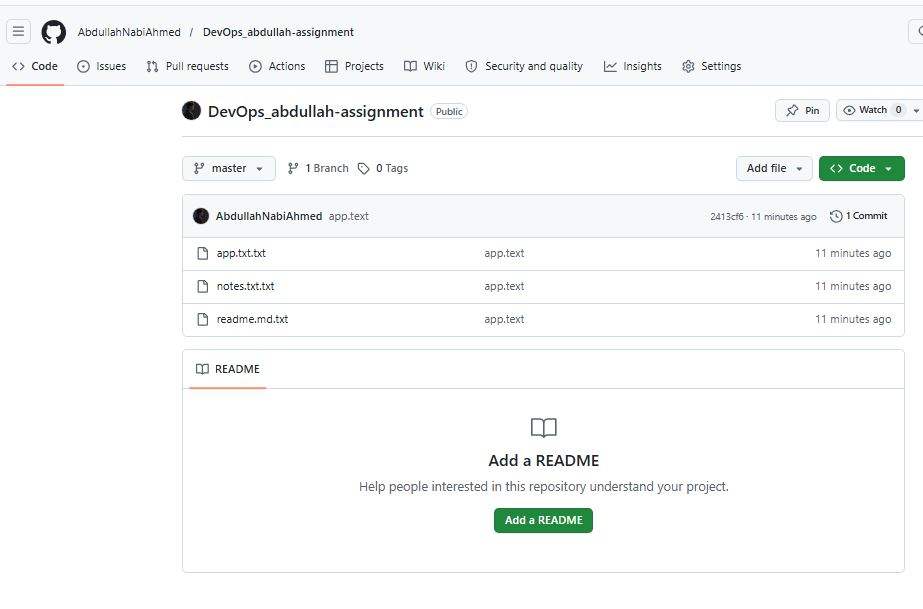 AbdullahNabiAhmed / DevOps_abdullah-assignment
Code Issues Pull requests Actions Projects Wiki Security and quality Insights Settings
DevOps_abdullah-assignment Public Pin Watch 0
master 1 Branch 0 Tags Add file Code
AbdullahNabiAhmed app.text 2413cf6 · 11 minutes ago 1 Commit
app.txt.txt app.text 11 minutes ago
notes.txt.txt app.text 11 minutes ago
readme.md.txt app.text 11 minutes ago
README
Add a README
Help people interested in this repository understand your project.
Add a README